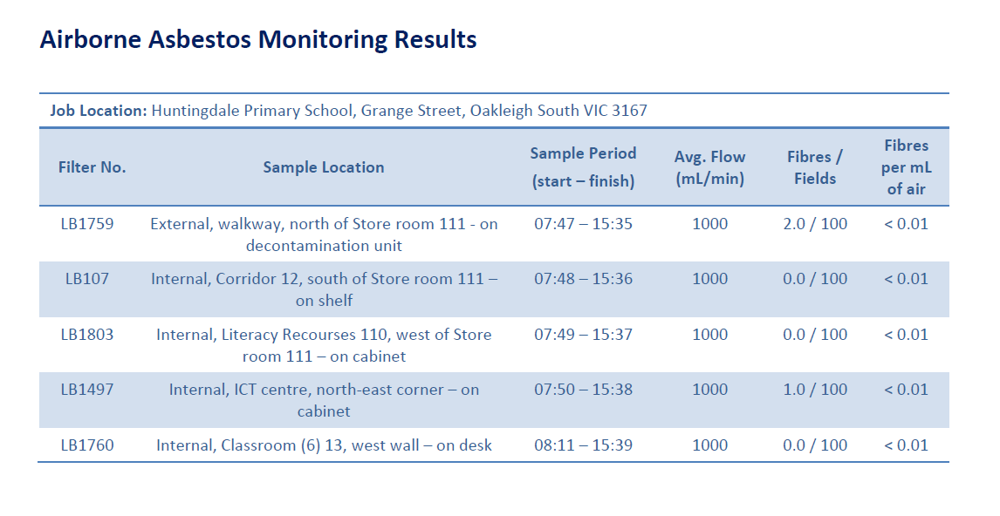 Airborne Asbestos Monitoring Results
Job Location: Huntingdale Primary School, Grange Street, Oakleigh South VIC 3167
Filter No. Sample Location Sample Period (start – finish) Avg. Flow (mL/min) Fibres / Fields Fibres per mL of air
LB1759 External, walkway, north of Store room 111 - on 07:47 – 15:35 1000 2.0 / 100 < 0.01
decontamination unit
LB107 Internal, Corridor 12, south of Store room 111 – 07:48 – 15:36 1000 0.0 / 100 < 0.01
on shelf
LB1803 Internal, Literacy Recourses 110, west of Store 07:49 – 15:37 1000 0.0 / 100 < 0.01
room 111 – on cabinet
LB1497 Internal, ICT centre, north-east corner – on 07:50 – 15:38 1000 1.0 / 100 < 0.01
cabinet
LB1760 Internal, Classroom (6) 13, west wall – on desk 08:11 – 15:39 1000 0.0 / 100 < 0.01